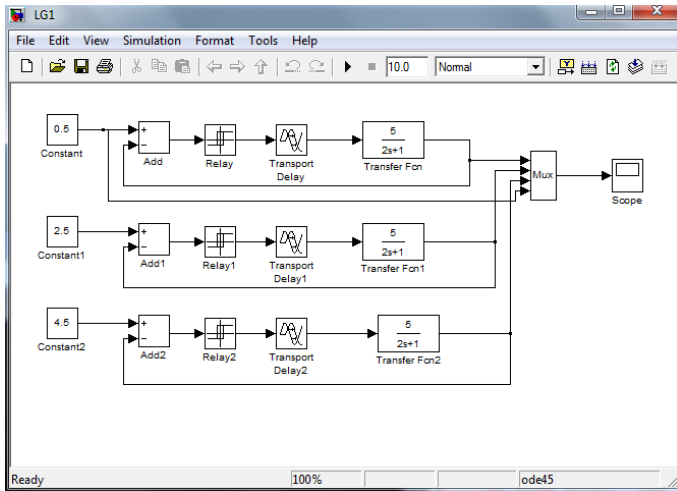 LG1
File Edit View Simulation Format Tools Help
10.0 Normal
0.5
Constant
+
−
Add
Relay
Transport
Delay
5
2s+1
Transfer Fcn
Mux
Scope
2.5
Constant1
+
−
Add1
Relay1
Transport
Delay1
5
2s+1
Transfer Fcn1
4.5
Constant2
+
−
Add2
Relay2
Transport
Delay2
5
2s+1
Transfer Fcn2
Ready 100% ode45